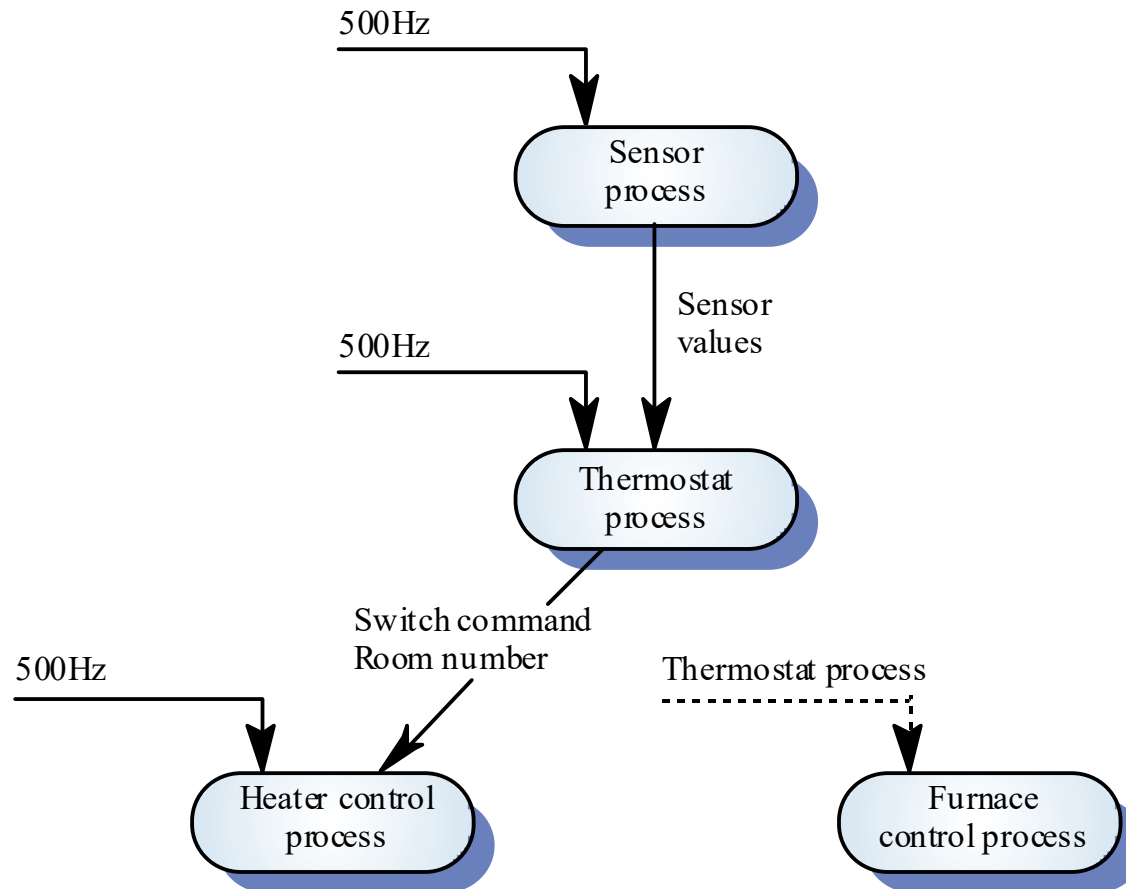 500Hz
Sensor
process
Sensor
values
500Hz
Thermostat
process
Switch command
Room number
500Hz
Thermostat process
Heater control
process
Furnace
control process